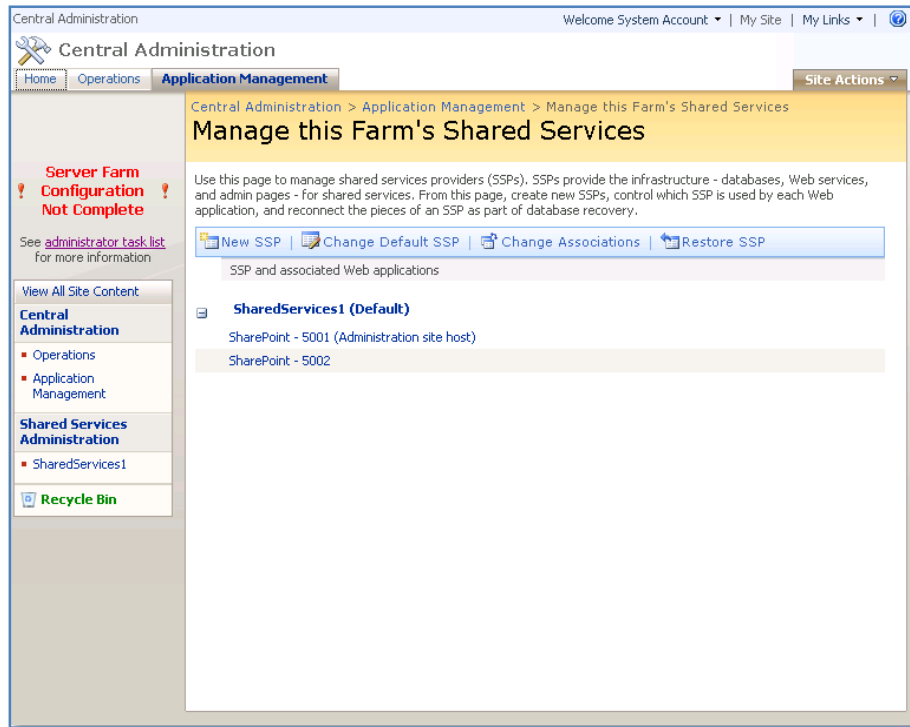 Central Administration
Welcome System Account | My Site | My Links |
Central Administration
Home Operations Application Management Site Actions
Central Administration > Application Management > Manage this Farm's Shared Services
Manage this Farm's Shared Services
Server Farm
! Configuration !
Not Complete
See administrator task list
for more information
View All Site Content
Central
Administration
Operations
Application
Management
Shared Services
Administration
SharedServices1
Recycle Bin
Use this page to manage shared services providers (SSPs). SSPs provide the infrastructure - databases, Web services,
and admin pages - for shared services. From this page, create new SSPs, control which SSP is used by each Web
application, and reconnect the pieces of an SSP as part of database recovery.
New SSP | Change Default SSP | Change Associations | Restore SSP
SSP and associated Web applications
SharedServices1 (Default)
SharePoint - 5001 (Administration site host)
SharePoint - 5002